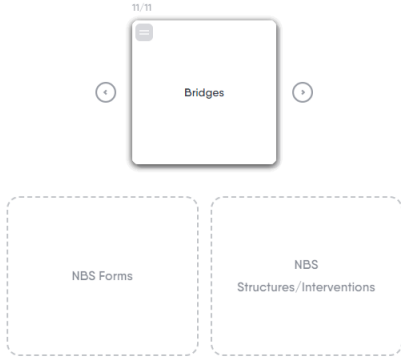 11/11
Bridges
NBS Forms
NBS
Structures/Interventions